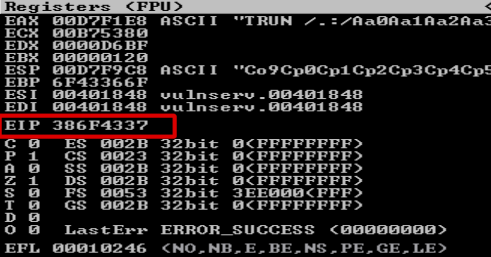 Registers (FPU) <
EAX 00D7F1E8 ASCII "TRUN /.:/Aa0Aa1Aa2Aa3
ECX 00B75380
EDX 0000D6BF
EBX 00000120
ESP 00D7F9C8 ASCII "Co9Cp0Cp1Cp2Cp3Cp4Cp5
EBP 6F43366F
ESI 00401848 vulnserv.00401848
EDI 00401848 vulnserv.00401848
EIP 386F4337
C 0 ES 002B 32bit 0(FFFFFFFF)
P 1 CS 0023 32bit 0(FFFFFFFF)
A 0 SS 002B 32bit 0(FFFFFFFF)
Z 1 DS 002B 32bit 0(FFFFFFFF)
S 0 FS 0053 32bit 3EE000(FFF)
T 0 GS 002B 32bit 0(FFFFFFFF)
D 0
O 0 LastErr ERROR_SUCCESS (00000000)
EFL 00010246 (NO,NB,E,BE,NS,PE,GE,LE)